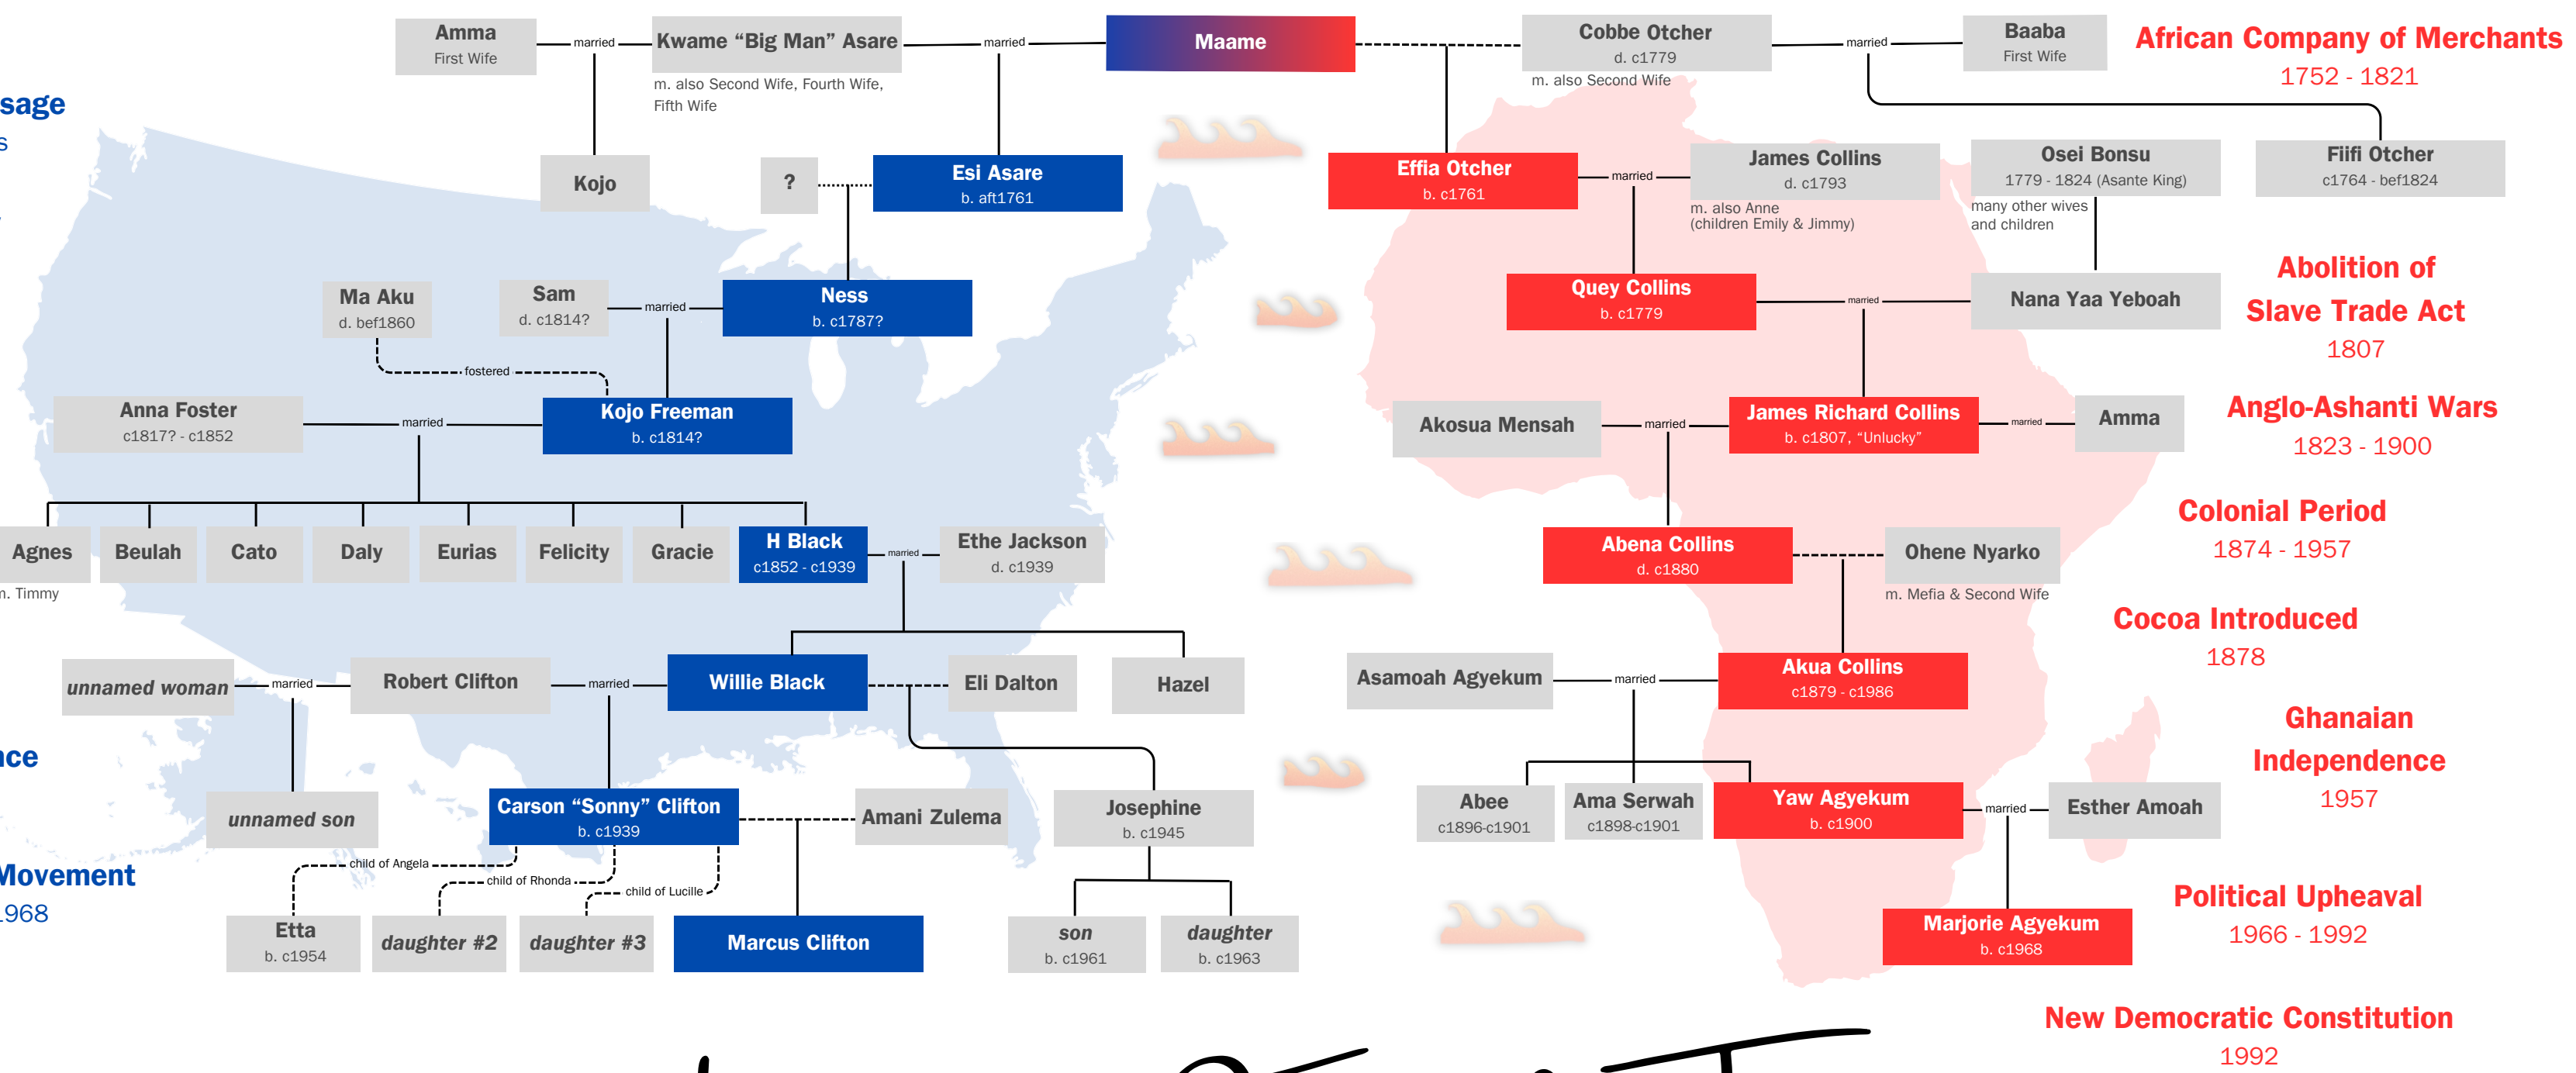 Amma
First Wife
married
Kwame “Big Man” Asare
m. also Second Wife, Fourth Wife,
Fifth Wife
married
Maame
Cobbe Otcher
d. c1779
m. also Second Wife
married
Baaba
First Wife
African Company of Merchants
1752 - 1821
sage
s
Kojo
?
Esi Asare
b. aft1761
Effia Otcher
b. c1761
married
James Collins
d. c1793
m. also Anne
(children Emily & Jimmy)
Osei Bonsu
1779 - 1824 (Asante King)
many other wives
and children
Fiifi Otcher
c1764 - bef1824
Ma Aku
d. bef1860
Sam
d. c1814?
married
Ness
b. c1787?
Quey Collins
b. c1779
married
Nana Yaa Yeboah
Abolition of
Slave Trade Act
1807
fostered
Anna Foster
c1817? - c1852
married
Kojo Freeman
b. c1814?
Akosua Mensah
married
James Richard Collins
b. c1807, “Unlucky”
married
Amma
Anglo-Ashanti Wars
1823 - 1900
Agnes
m. Timmy
Beulah
Cato
Daly
Eurias
Felicity
Gracie
H Black
c1852 - c1939
married
Ethe Jackson
d. c1939
Abena Collins
d. c1880
Ohene Nyarko
m. Mefia & Second Wife
Colonial Period
1874 - 1957
Cocoa Introduced
1878
unnamed woman
married
Robert Clifton
married
Willie Black
Eli Dalton
Hazel
Asamoah Agyekum
married
Akua Collins
c1879 - c1986
Ghanaian
Independence
1957
nce
unnamed son
Carson “Sonny” Clifton
b. c1939
Amani Zulema
Josephine
b. c1945
Abee
c1896-c1901
Ama Serwah
c1898-c1901
Yaw Agyekum
b. c1900
married
Esther Amoah
Movement
1968
child of Angela
child of Rhonda
child of Lucille
Etta
b. c1954
daughter #2
daughter #3
Marcus Clifton
son
b. c1961
daughter
b. c1963
Marjorie Agyekum
b. c1968
Political Upheaval
1966 - 1992
New Democratic Constitution
1992